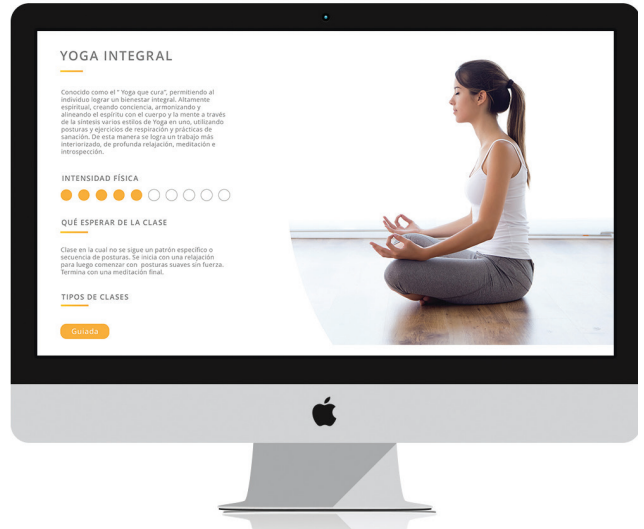 YOGA INTEGRAL
Conocido como el " Yoga que cura", permitiendo al
individuo lograr un bienestar integral. Altamente
espiritual, creando conciencia, armonizando y
alineando el espíritu con el cuerpo y la mente a través
de la síntesis varios estilos de Yoga en uno, utilizando
posturas y ejercicios de respiración y prácticas de
sanación. De esta manera se logra un trabajo más
interiorizado, de profunda relajación, meditación e
introspección.
INTENSIDAD FÍSICA
QUÉ ESPERAR DE LA CLASE
Clase en la cual no se sigue un patrón específico o
secuencia de posturas. Se inicia con una relajación
para luego comenzar con posturas suaves sin fuerza.
Termina con una meditación final.
TIPOS DE CLASES
Guiada